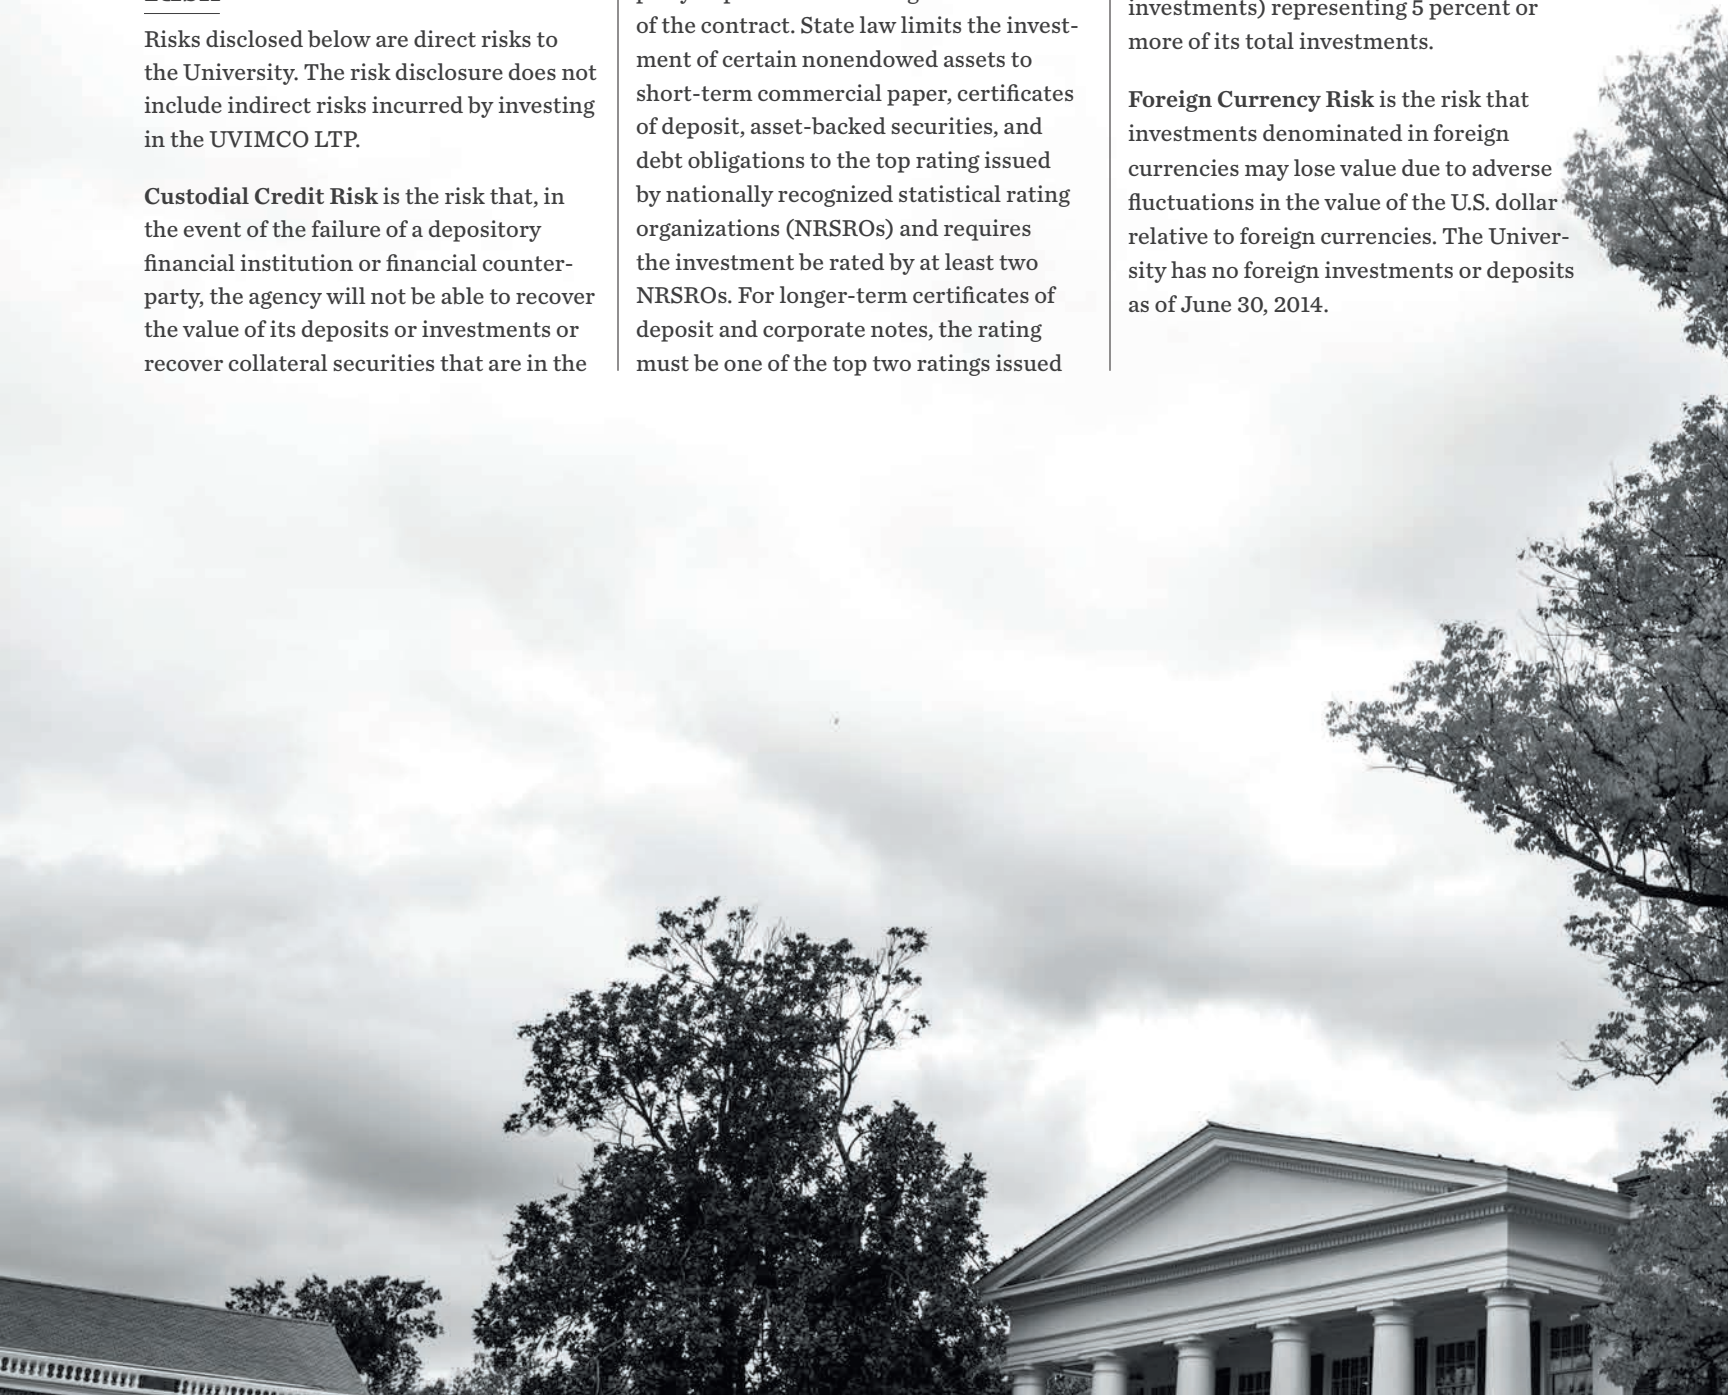 Risks disclosed below are direct risks to
the University. The risk disclosure does not
include indirect risks incurred by investing
in the UVIMCO LTP.
Custodial Credit Risk is the risk that, in
the event of the failure of a depository
financial institution or financial counter-
party, the agency will not be able to recover
the value of its deposits or investments or
recover collateral securities that are in the
of the contract. State law limits the invest-
ment of certain nonendowed assets to
short-term commercial paper, certificates
of deposit, asset-backed securities, and
debt obligations to the top rating issued
by nationally recognized statistical rating
organizations (NRSROs) and requires
the investment be rated by at least two
NRSROs. For longer-term certificates of
deposit and corporate notes, the rating
must be one of the top two ratings issued
investments) representing 5 percent or
more of its total investments.
Foreign Currency Risk is the risk that
investments denominated in foreign
currencies may lose value due to adverse
fluctuations in the value of the U.S. dollar
relative to foreign currencies. The Univer-
sity has no foreign investments or deposits
as of June 30, 2014.